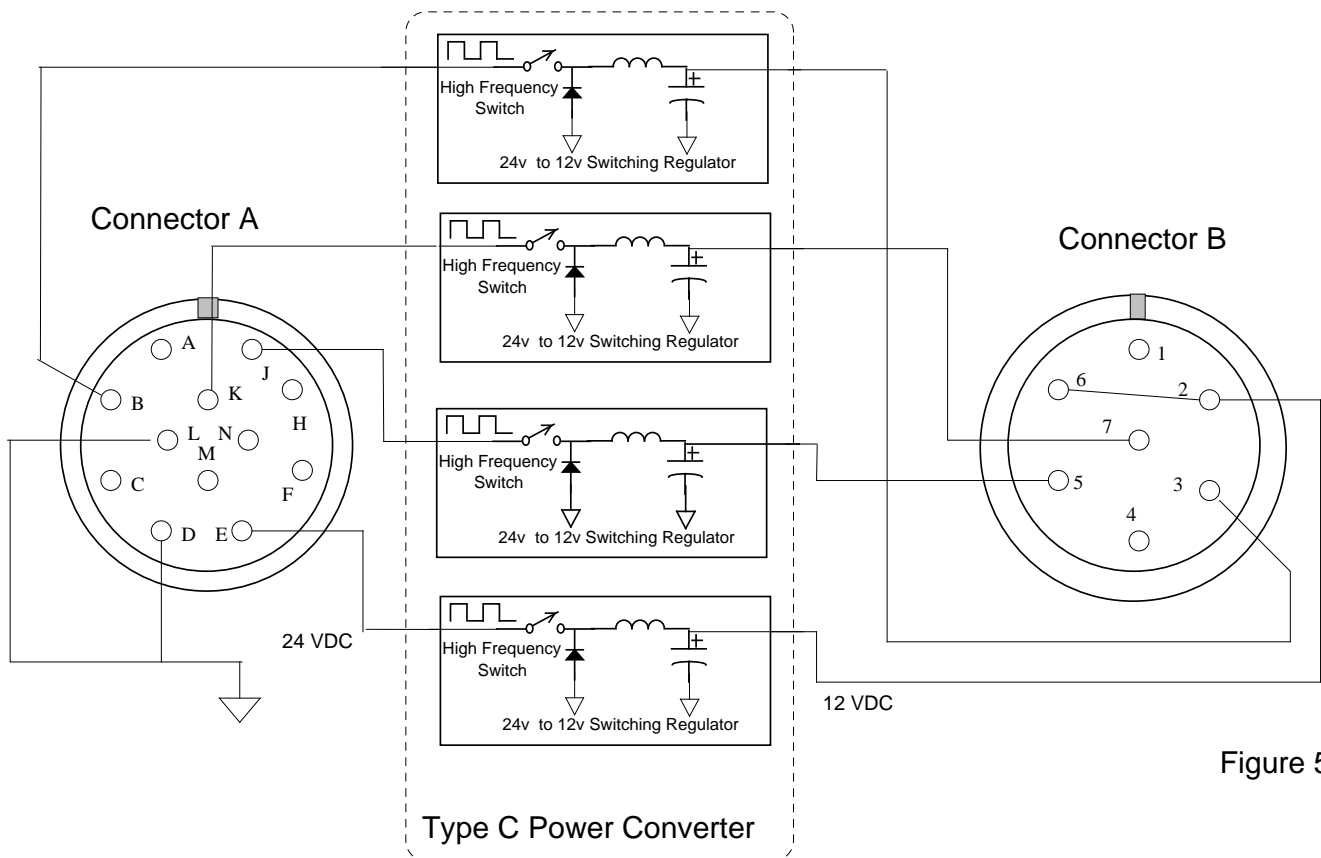 High Frequency
Switch
24v to 12v Switching Regulator
Connector A
High Frequency
Switch
24v to 12v Switching Regulator
Connector B
A
J
B
K
H
L
N
M
C
F
D
E
1
6
2
7
5
3
4
High Frequency
Switch
24v to 12v Switching Regulator
24 VDC
High Frequency
Switch
24v to 12v Switching Regulator
12 VDC
Figure 5
Type C Power Converter